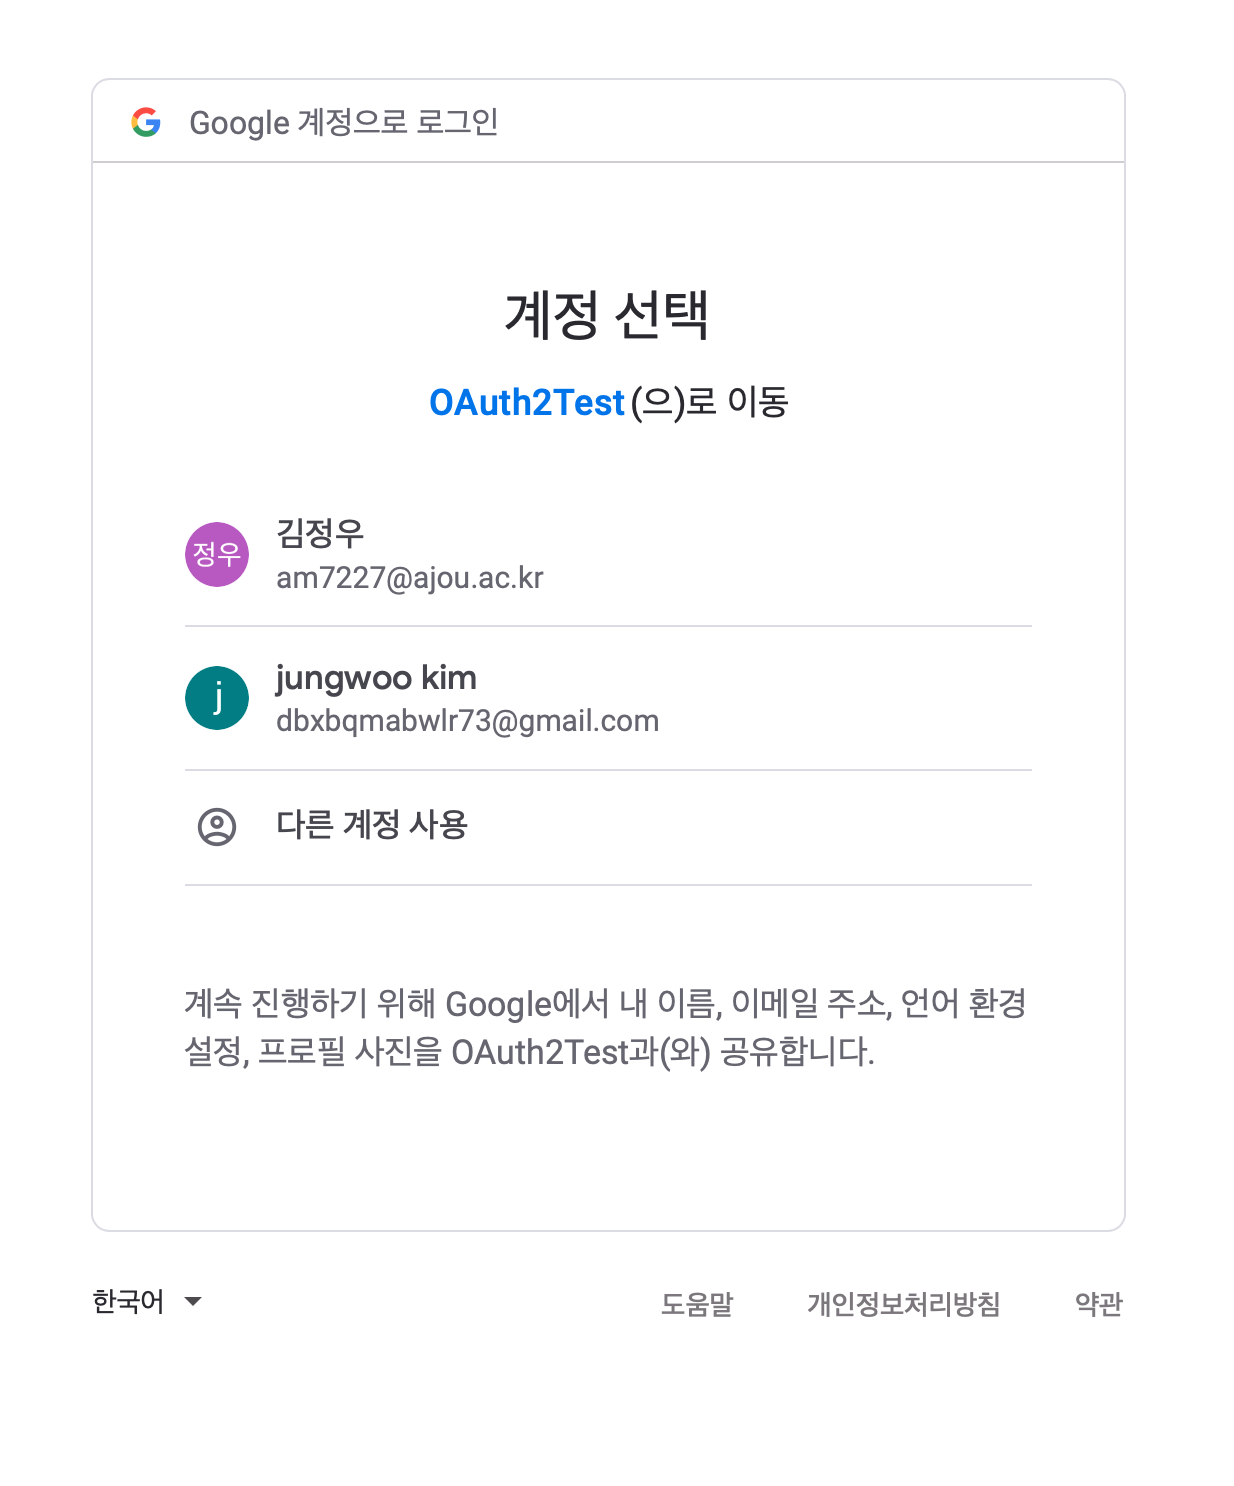 Google 계정으로 로그인
계정 선택
OAuth2Test(으)로 이동
정우
김정우
am7227@ajou.ac.kr
j
jungwoo kim
dbxbqmabwlr73@gmail.com
다른 계정 사용
계속 진행하기 위해 Google에서 내 이름, 이메일 주소, 언어 환경
설정, 프로필 사진을 OAuth2Test과(와) 공유합니다.
한국어
도움말 개인정보처리방침 약관